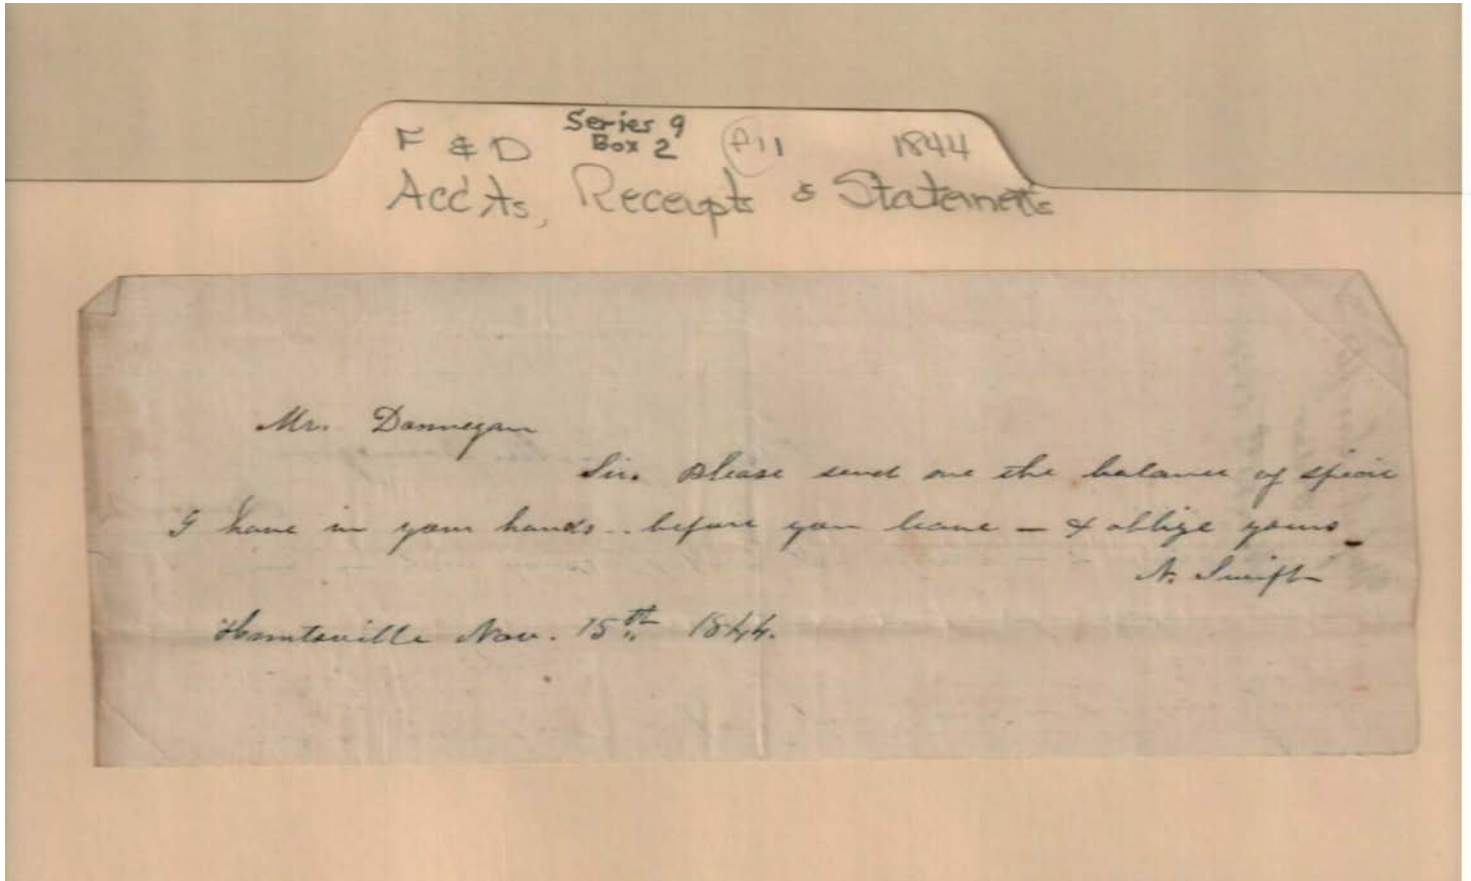 Series 9
F & D Box 2 A11 1844
Acc'ts, Receipts & Statements
Mr. Donnegan
Sir. Please send me the balance of specie
I have in your hands.. before you leave — & oblige yours
N. Swift
Huntsville Nov. 15th 1844.